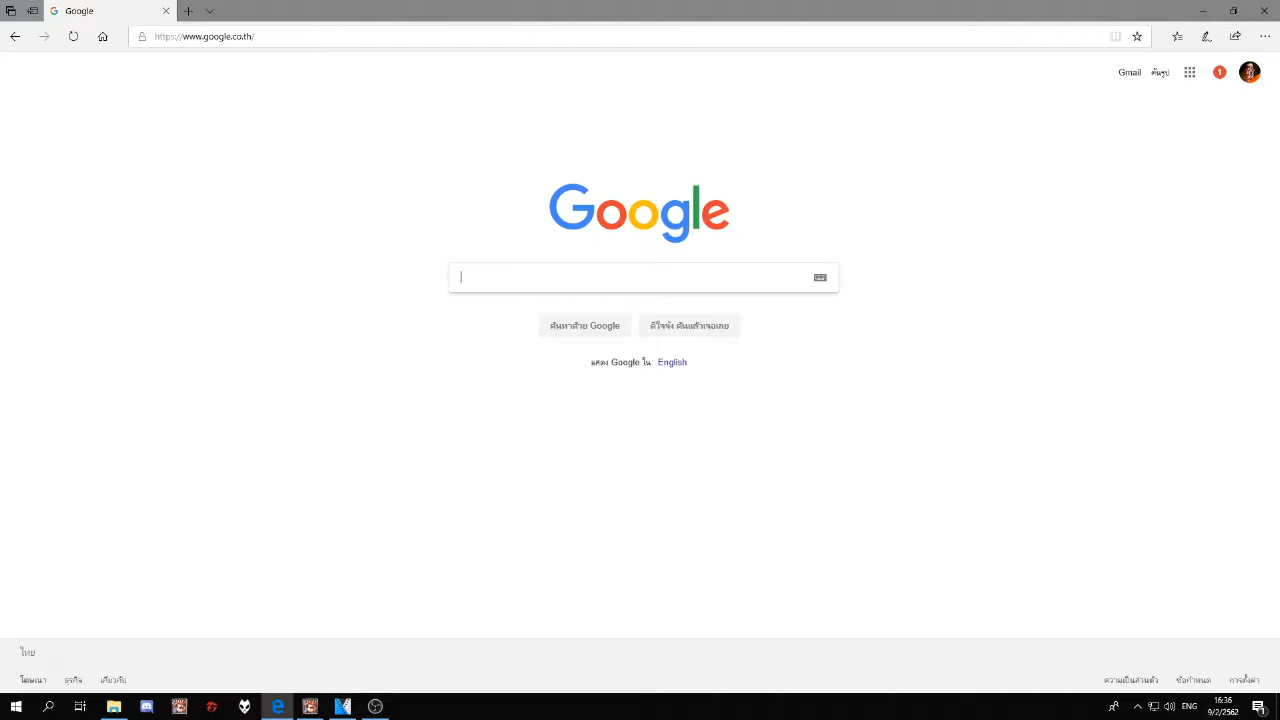 Google
https://www.google.co.th/
Gmail ค้นรูป 1
Google
ค้นหาด้วย Google ดีใจจัง ค้นแล้วเจอเลย
แสดง Google ใน: English
ไทย
โฆษณา ธุรกิจ เกี่ยวกับ
ความเป็นส่วนตัว ข้อกำหนด การตั้งค่า
ENG 16:36
9/2/2562 1